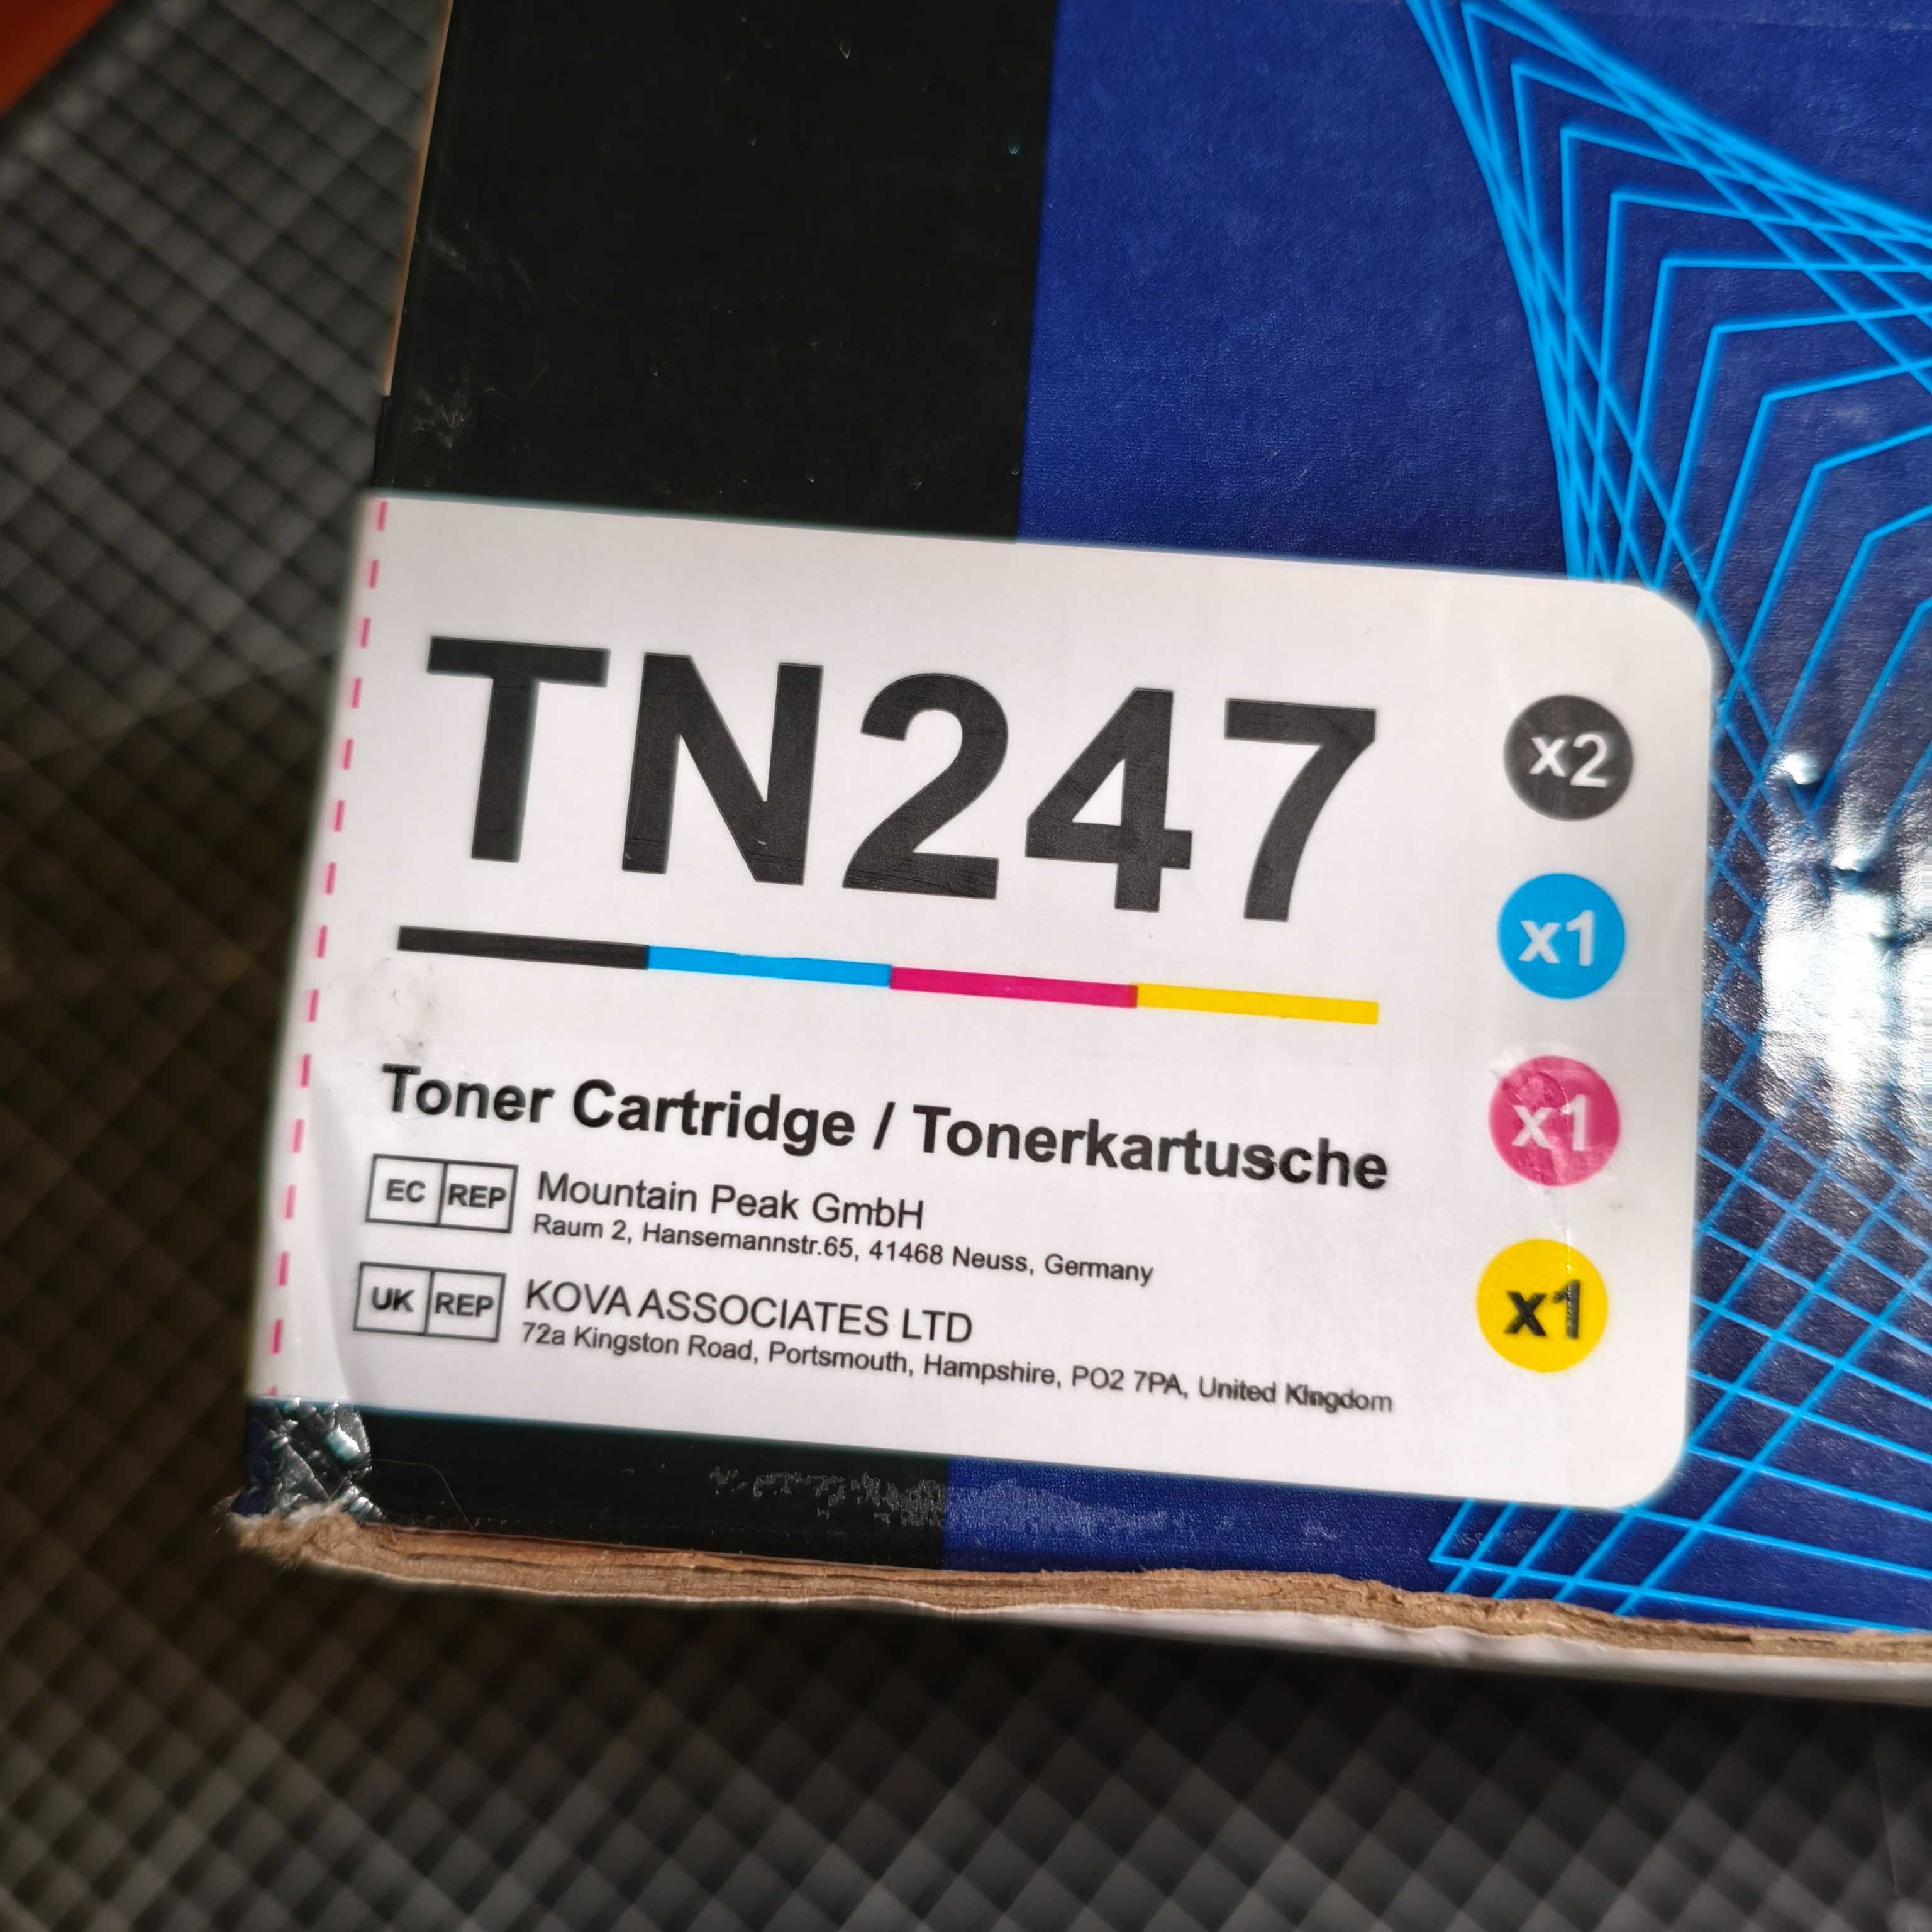 TN247
x2
x1
x1
x1
Toner Cartridge / Tonerkartusche
EC REP Mountain Peak GmbH
Raum 2, Hansemannstr.65, 41468 Neuss, Germany
UK REP KOVA ASSOCIATES LTD
72a Kingston Road, Portsmouth, Hampshire, PO2 7PA, United Kingdom